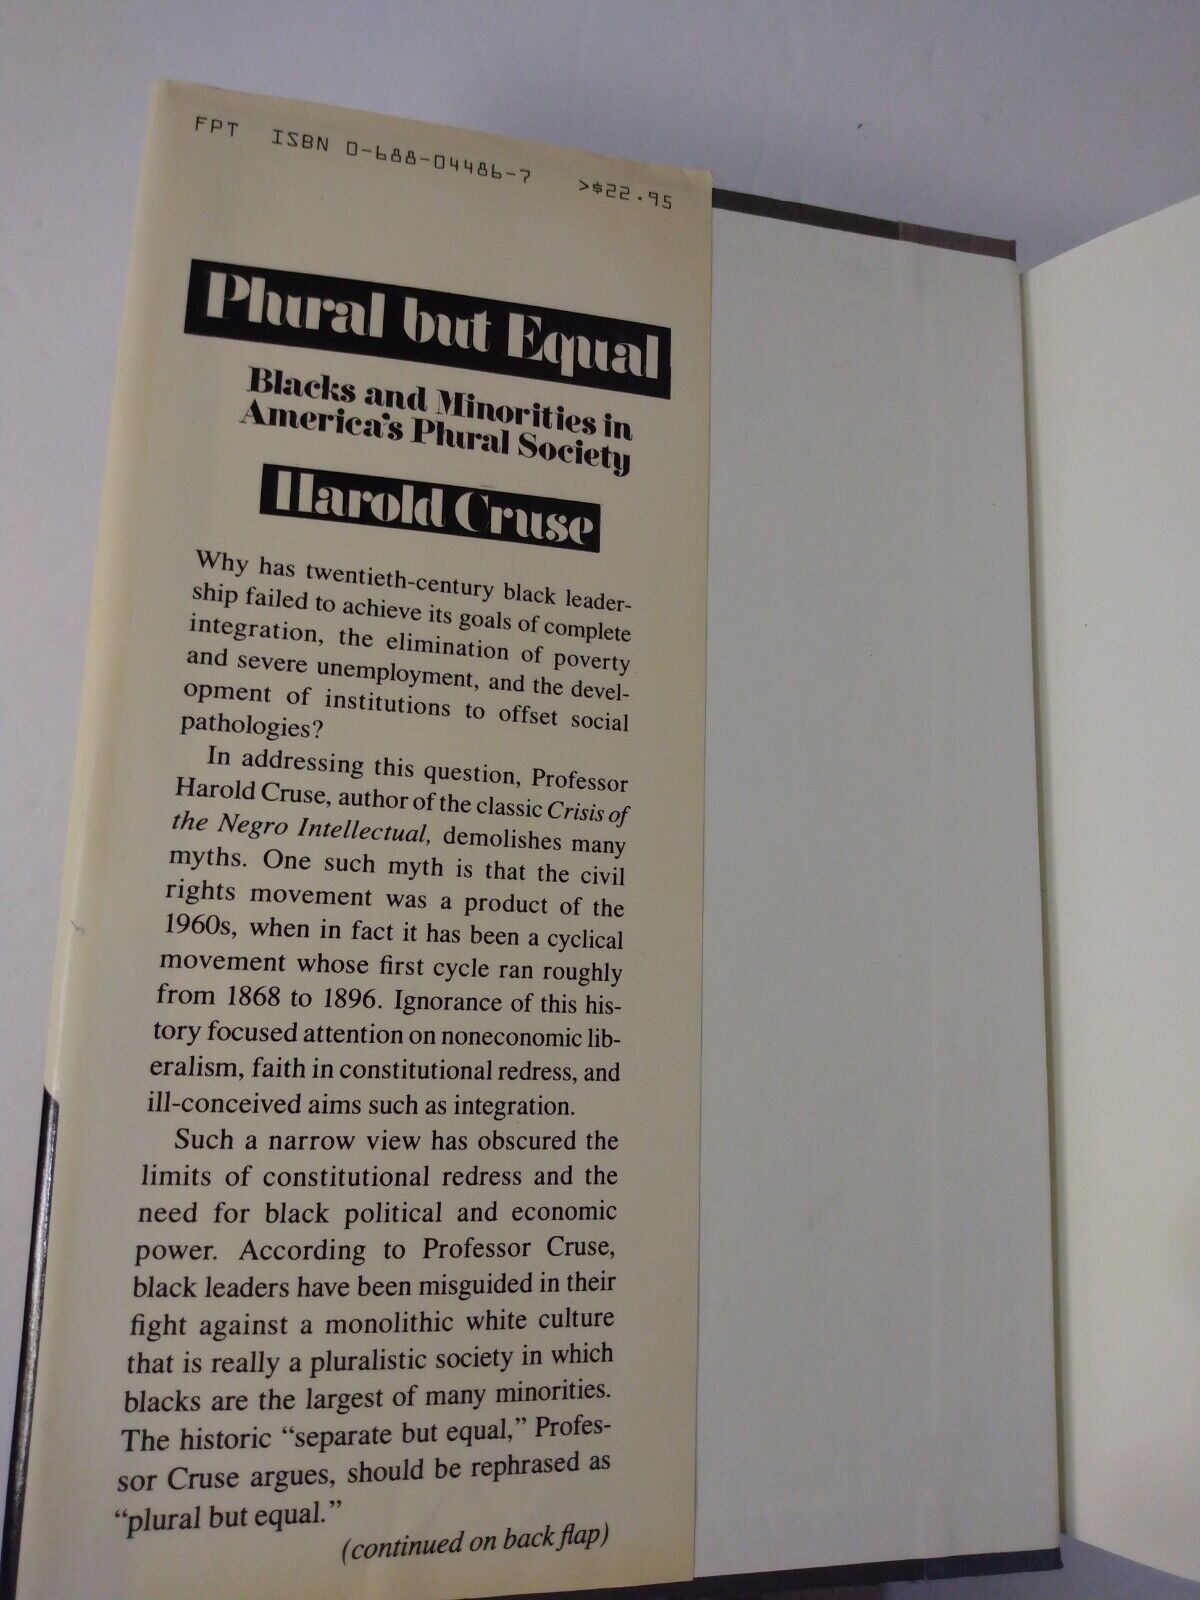 FPT ISBN 0-688-04486-7 >$22.95
Plural but Equal
Blacks and Minorities in
America's Plural Society
Harold Cruse
Why has twentieth-century black leader-
ship failed to achieve its goals of complete
integration, the elimination of poverty
and severe unemployment, and the devel-
opment of institutions to offset social
pathologies?
In addressing this question, Professor
Harold Cruse, author of the classic Crisis of
the Negro Intellectual, demolishes many
myths. One such myth is that the civil
rights movement was a product of the
1960s, when in fact it has been a cyclical
movement whose first cycle ran roughly
from 1868 to 1896. Ignorance of this his-
tory focused attention on noneconomic lib-
eralism, faith in constitutional redress, and
ill-conceived aims such as integration.
Such a narrow view has obscured the
limits of constitutional redress and the
need for black political and economic
power. According to Professor Cruse,
black leaders have been misguided in their
fight against a monolithic white culture
that is really a pluralistic society in which
blacks are the largest of many minorities.
The historic “separate but equal,” Profes-
sor Cruse argues, should be rephrased as
“plural but equal.”
(continued on back flap)